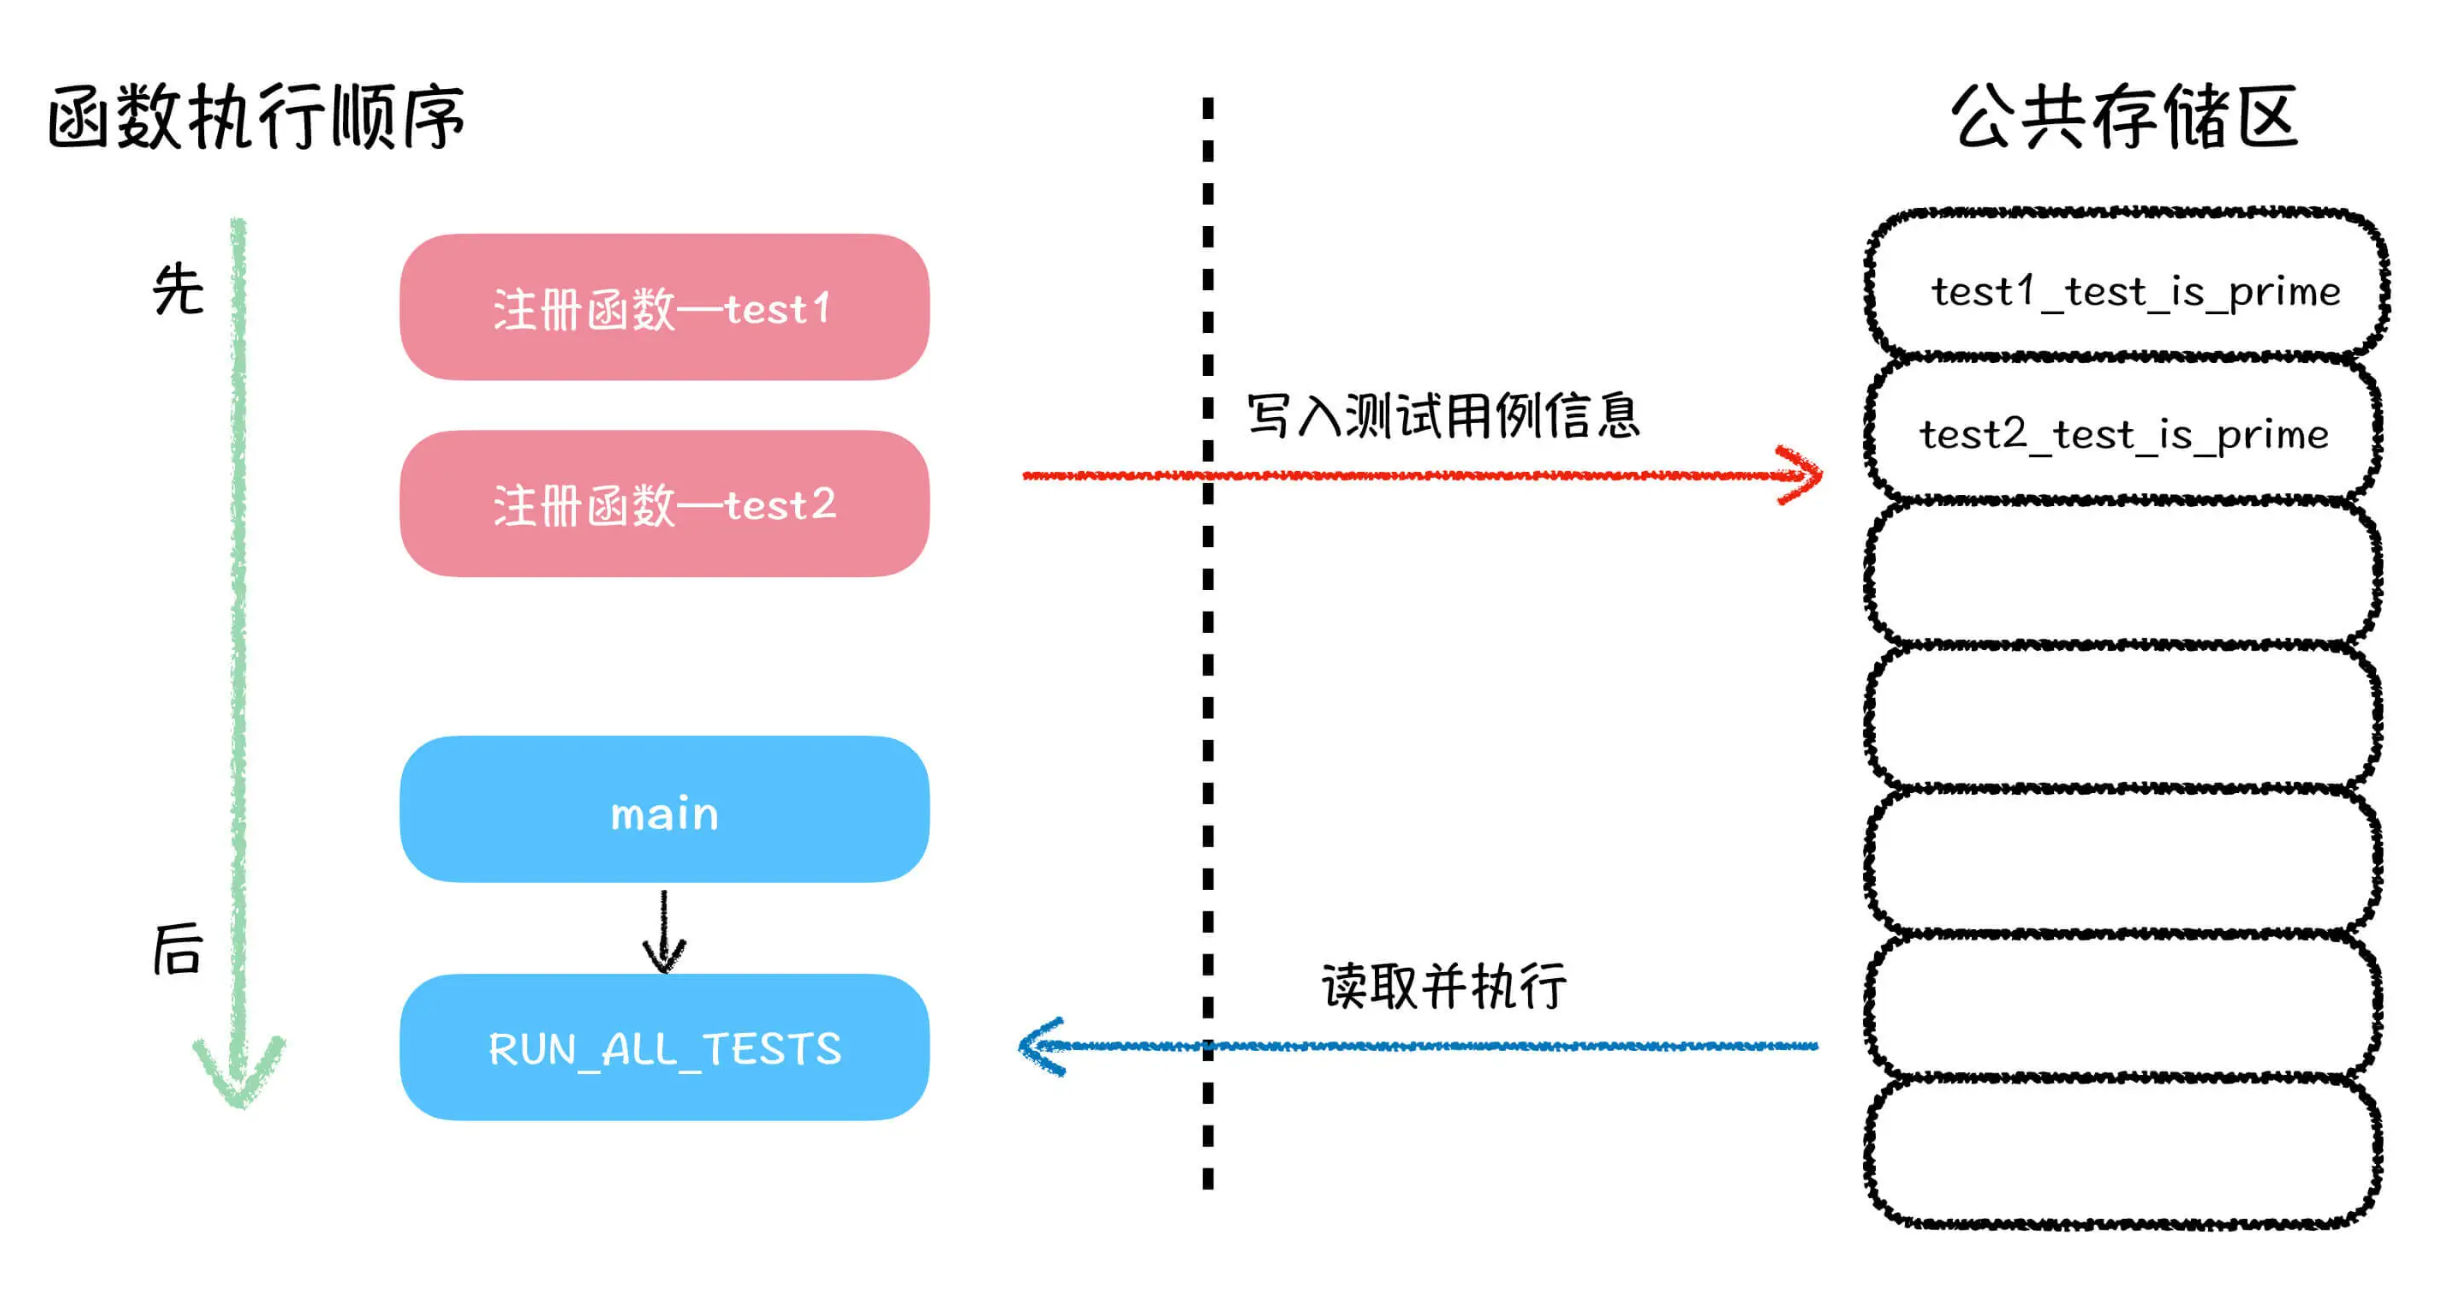 函数执行顺序
公共存储区
先
注册函数—test1
test1_test_is_prime
写入测试用例信息
test2_test_is_prime
注册函数—test2
main
后
读取并执行
RUN_ALL_TESTS